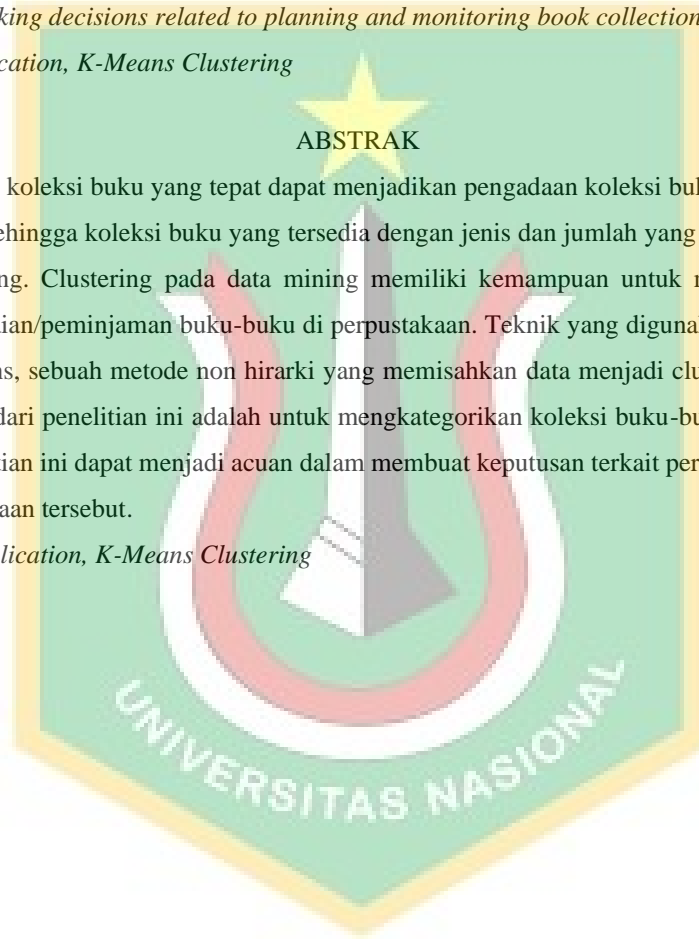 king decisions related to planning and monitoring book collection
cation, K-Means Clustering
ABSTRAK
koleksi buku yang tepat dapat menjadikan pengadaan koleksi bu
ehingga koleksi buku yang tersedia dengan jenis dan jumlah yang
ng. Clustering pada data mining memiliki kemampuan untuk
ian/peminjaman buku-buku di perpustakaan. Teknik yang diguna
ns, sebuah metode non hirarki yang memisahkan data menjadi clu
dari penelitian ini adalah untuk mengkategorikan koleksi buku-bu
tian ini dapat menjadi acuan dalam membuat keputusan terkait per
aan tersebut.
lication, K-Means Clustering
UNIVERSITAS NASIONAL